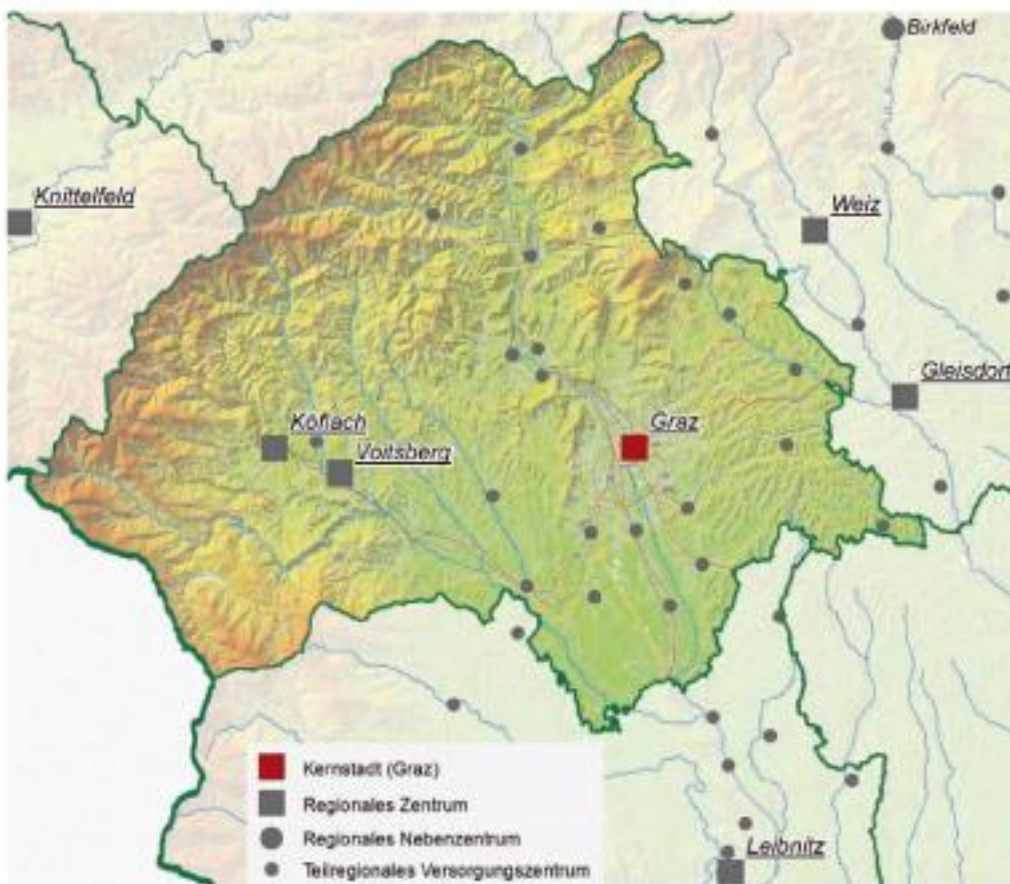 Birkfeld
Knittelfeld
Weiz
Gleisdorf
Köflach
Graz
Voitsberg
Kernstadt (Graz)
Regionales Zentrum
Regionales Nebenzentrum
Leibnitz
Teilregionales Versorgungszentrum